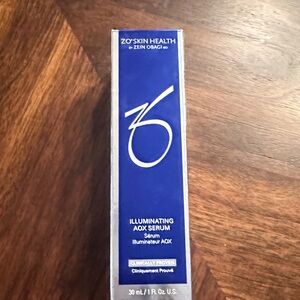 ZO® SKIN HEALTH
BY ZEIN OBAGI MD
ILLUMINATING
AOX SERUM
Sérum
Illuminateur AOX
CLINICALLY PROVEN
Cliniquement Prouvé
30 mL / 1 Fl. Oz. U.S.